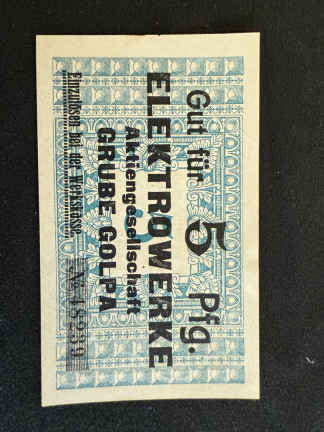 Gut für 5 Pfg.
ELEKTROWERKE
Aktiengesellschaft
GRUBE GOLPA
Einzulösen bei der Werkskasse.